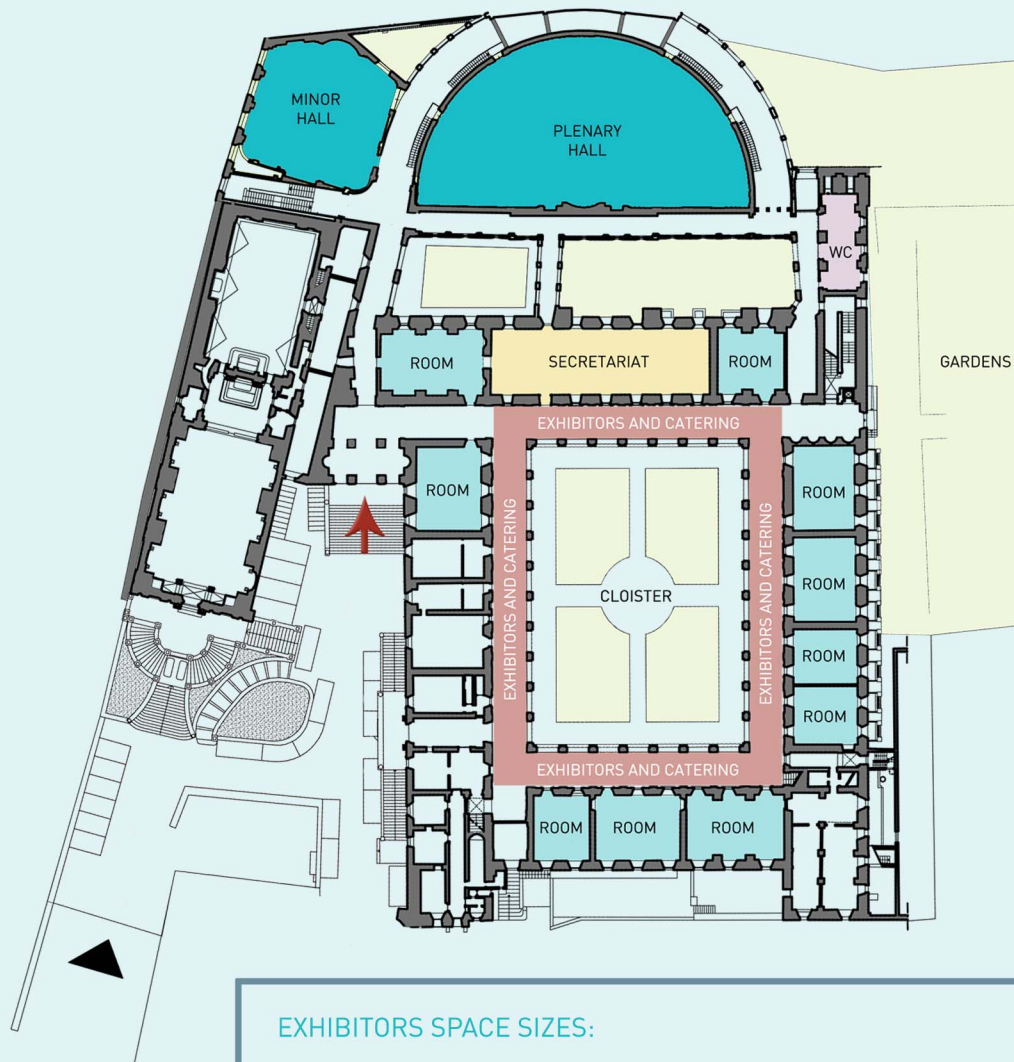 MINOR
HALL
PLENARY
HALL
WC
ROOM
SECRETARIAT
ROOM
GARDENS
EXHIBITORS AND CATERING
ROOM
ROOM
EXHIBITORS AND CATERING
EXHIBITORS AND CATERING
ROOM
CLOISTER
ROOM
ROOM
EXHIBITORS AND CATERING
ROOM
ROOM
ROOM
EXHIBITORS SPACE SIZES: